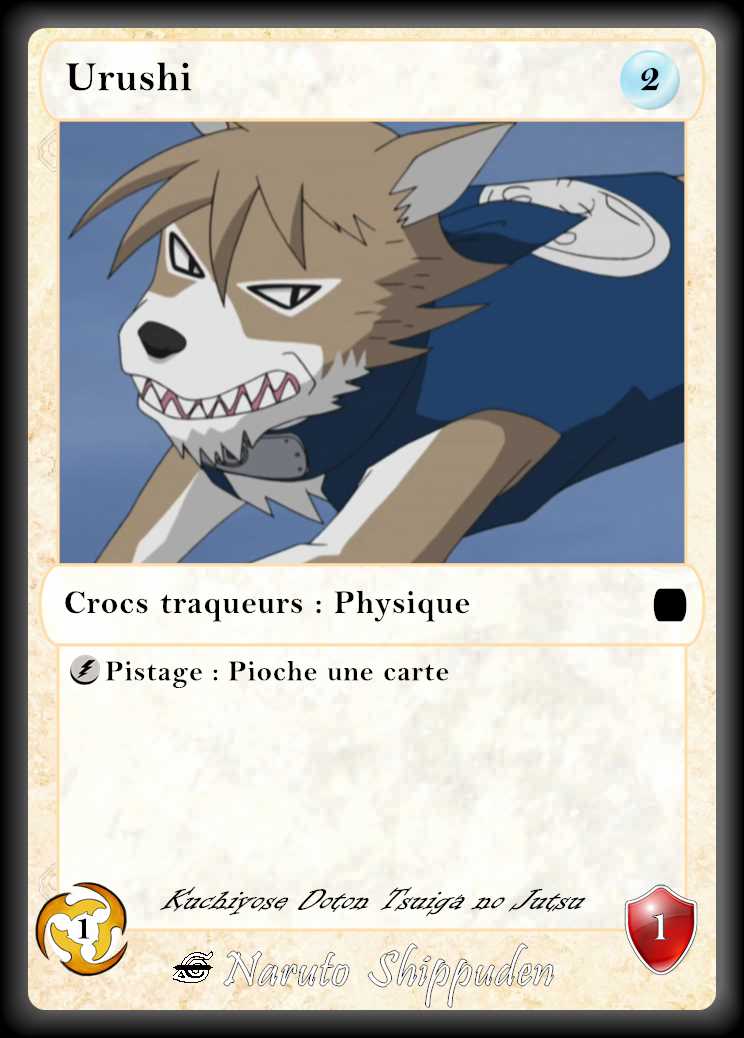 Urushi
2
Crocs traqueurs : Physique
Pistage : Pioche une carte
Kuchiyose Doton Tsuiga no Jutsu
1
1
Naruto Shippuden